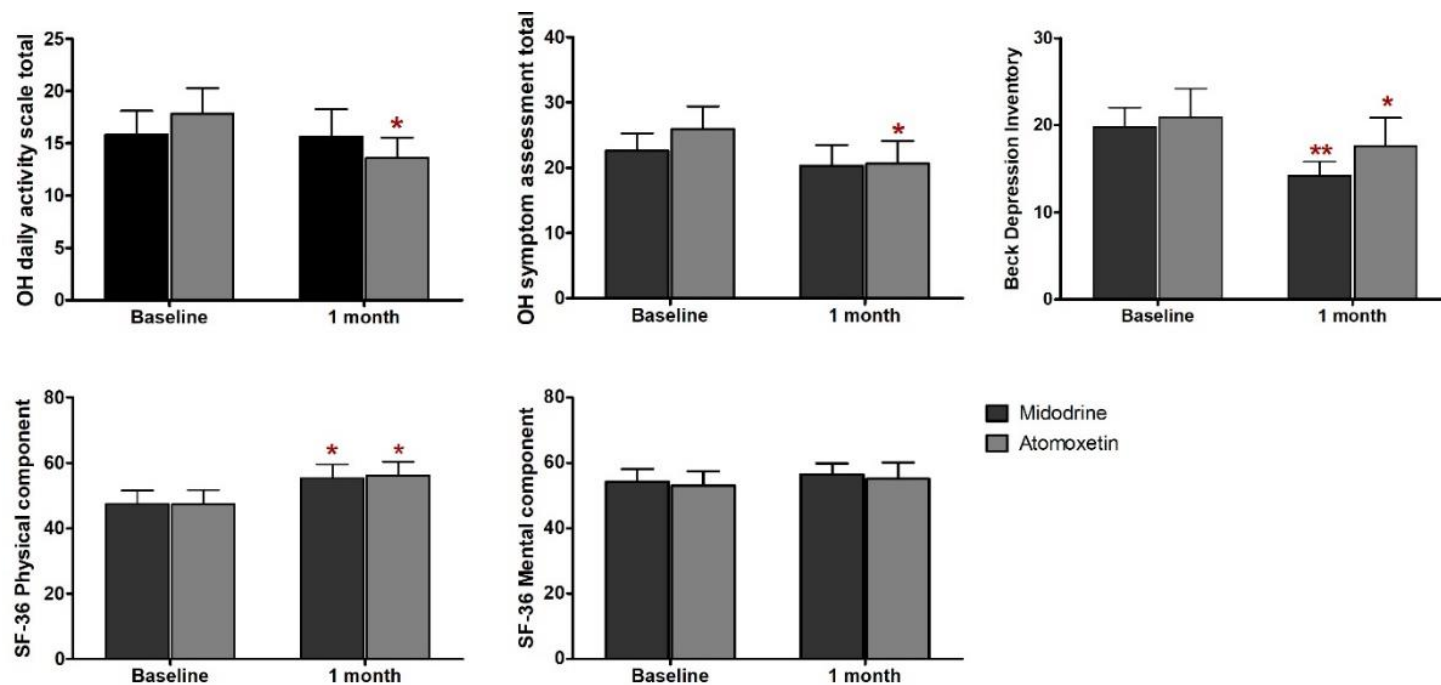 OH daily activity scale total
25
20
15
10
5
0
*
Baseline
1 month
OH symptom assessment total
40
30
20
10
0
*
Baseline
1 month
Beck Depression Inventory
30
20
10
0
**
*
Baseline
1 month
SF-36 Physical component
80
60
40
20
0
*
*
Baseline
1 month
SF-36 Mental component
80
60
40
20
0
Baseline
1 month
Midodrine
Atomoxetin